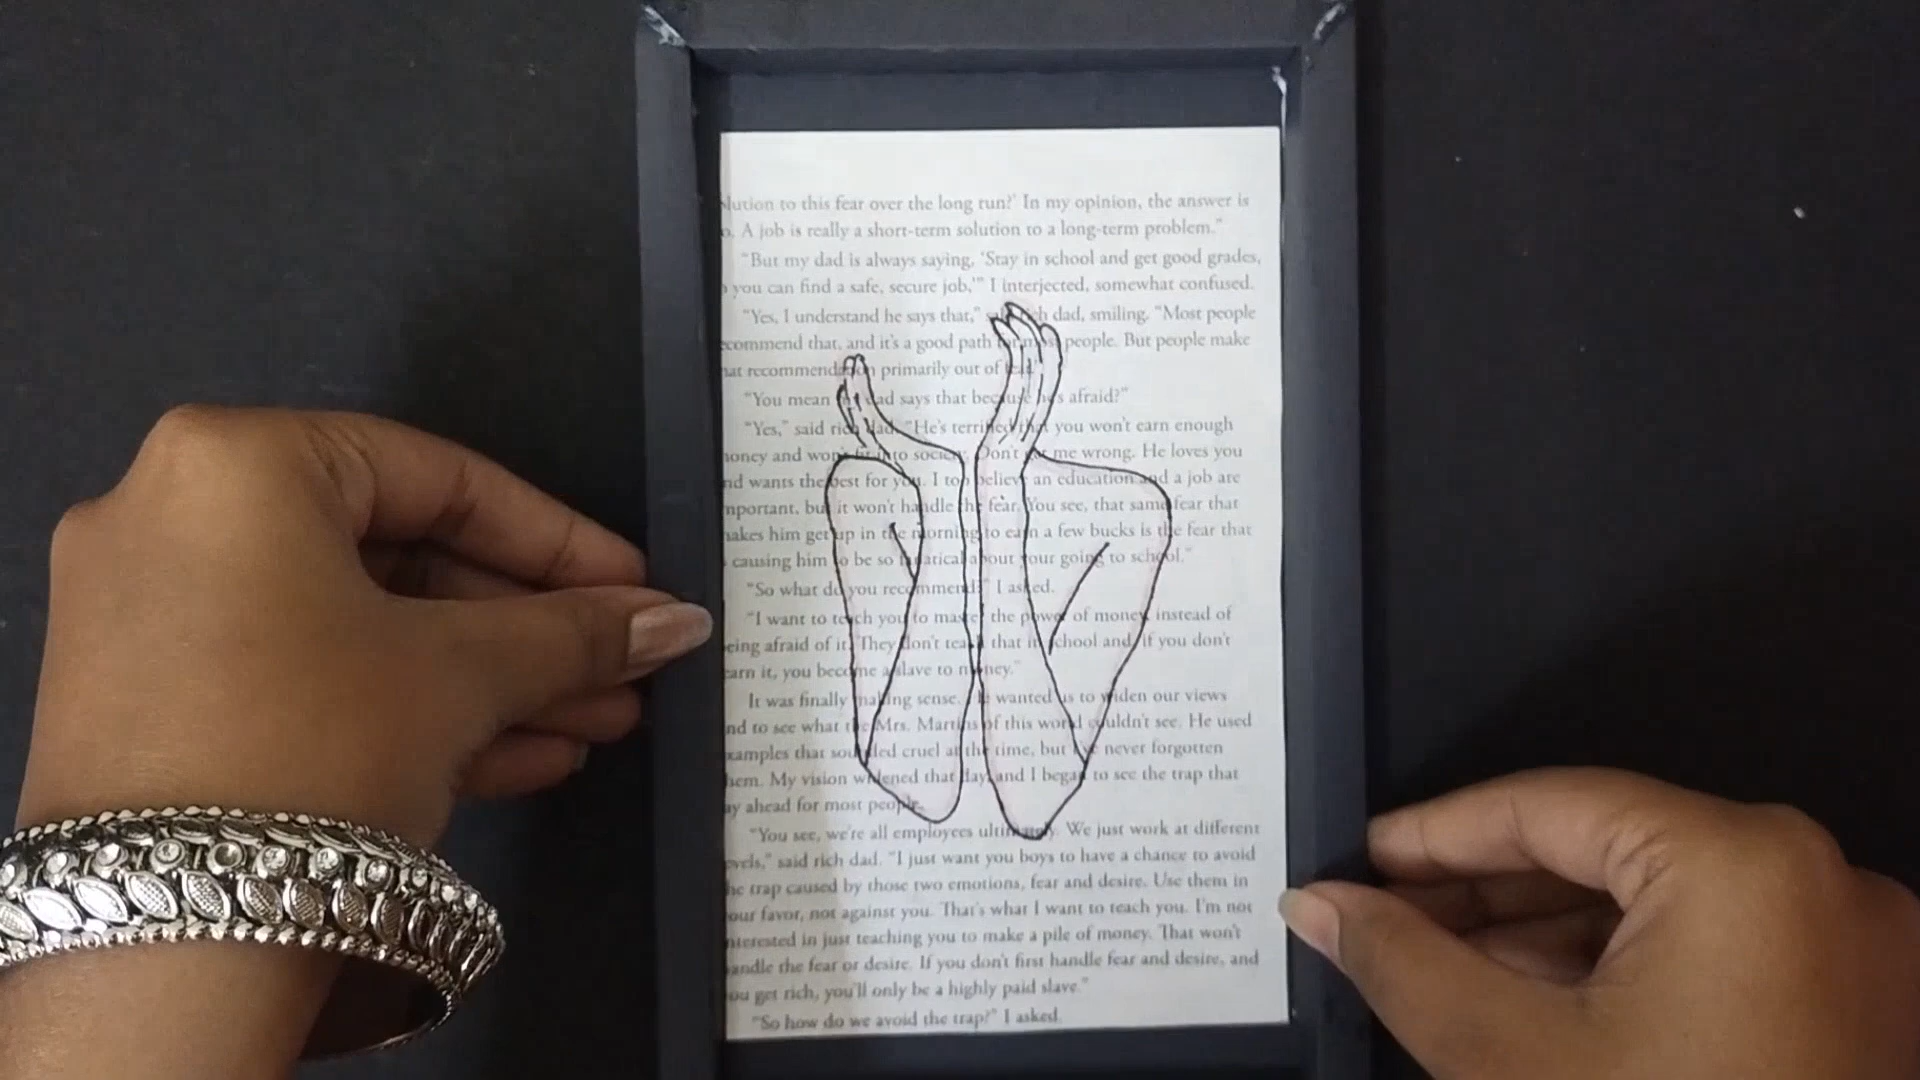 lution to this fear over the long run?' In my opinion, the answer is
A job is really a short-term solution to a long-term problem."
"But my dad is always saying, 'Stay in school and get good grades,
you can find a safe, secure job,'" I interjected, somewhat confused.
"Yes, I understand he says that," rich dad, smiling. "Most people
commend that, and it's a good path for most people. But people make
at recommendation primarily out of
"You mean dad says that because he's afraid?"
"Yes," said rich dad. "He's terrified that you won't earn enough
oney and won't fit into society. Don't get me wrong. He loves you
nd wants the best for you. I too believe an education and a job are
mportant, but it won't handle the fear. You see, that same fear that
akes him get up in the morning to earn a few bucks is the fear that
causing him to be so fanatical about your going to school."
"So what do you recommend?" I asked.
"I want to teach you to master the power of money, instead of
eing afraid of it. They don't teach that in school and, if you don't
earn it, you become a slave to money."
It was finally making sense. He wanted us to widen our views
nd to see what the Mrs. Martins of this world couldn't see. He used
xamples that sounded cruel at the time, but I've never forgotten
hem. My vision widened that day, and I began to see the trap that
ay ahead for most people.
"You see, we're all employees ultimately. We just work at different
evels," said rich dad. "I just want you boys to have a chance to avoid
he trap caused by those two emotions, fear and desire. Use them in
our favor, not against you. That's what I want to teach you. I'm not
nterested in just teaching you to make a pile of money. That won't
andle the fear or desire. If you don't first handle fear and desire, and
ou get rich, you'll only be a highly paid slave."
"So how do we avoid the trap?" I asked.